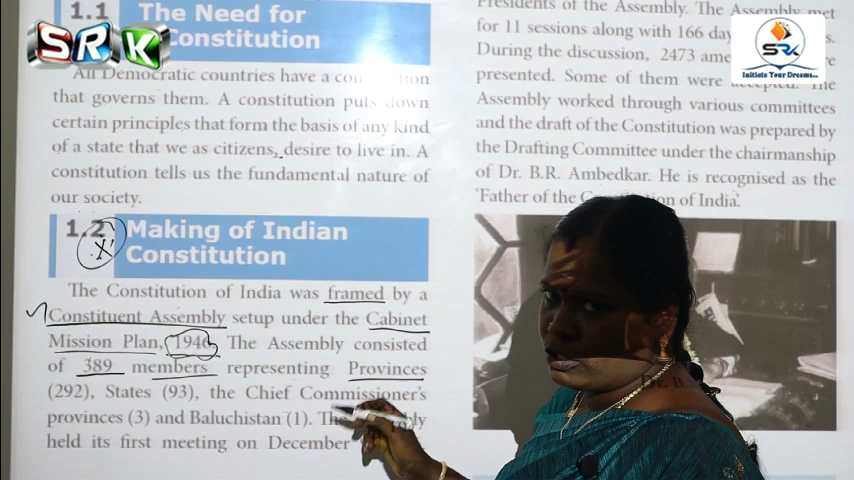 1.1 The Need for
Constitution
All Democratic countries have a
that governs them. A constitution puts down
certain principles that form the basis of any kind
of a state that we as citizens, desire to live in. A
constitution tells us the fundamental nature of
our society.
1.2 Making of Indian
Constitution
The Constitution of India was framed by a
Constituent Assembly setup under the Cabinet
Mission Plan, 1946. The Assembly consisted
of 389 members representing Provinces
(292), States (93), the Chief Commissioner's
provinces (3) and Baluchistan (1). The
held its first meeting on December
Presidents of the Assembly. The Assembly met
for 11 sessions along with 166
During the discussion, 2473
presented. Some of them were accepted. The
Assembly worked through various committees
and the draft of the Constitution was prepared by
the Drafting Committee under the chairmanship
of Dr. B.R. Ambedkar. He is recognised as the
'Father of the Constitution of India'.
SRK
SRK
Initiate Your Dreams...